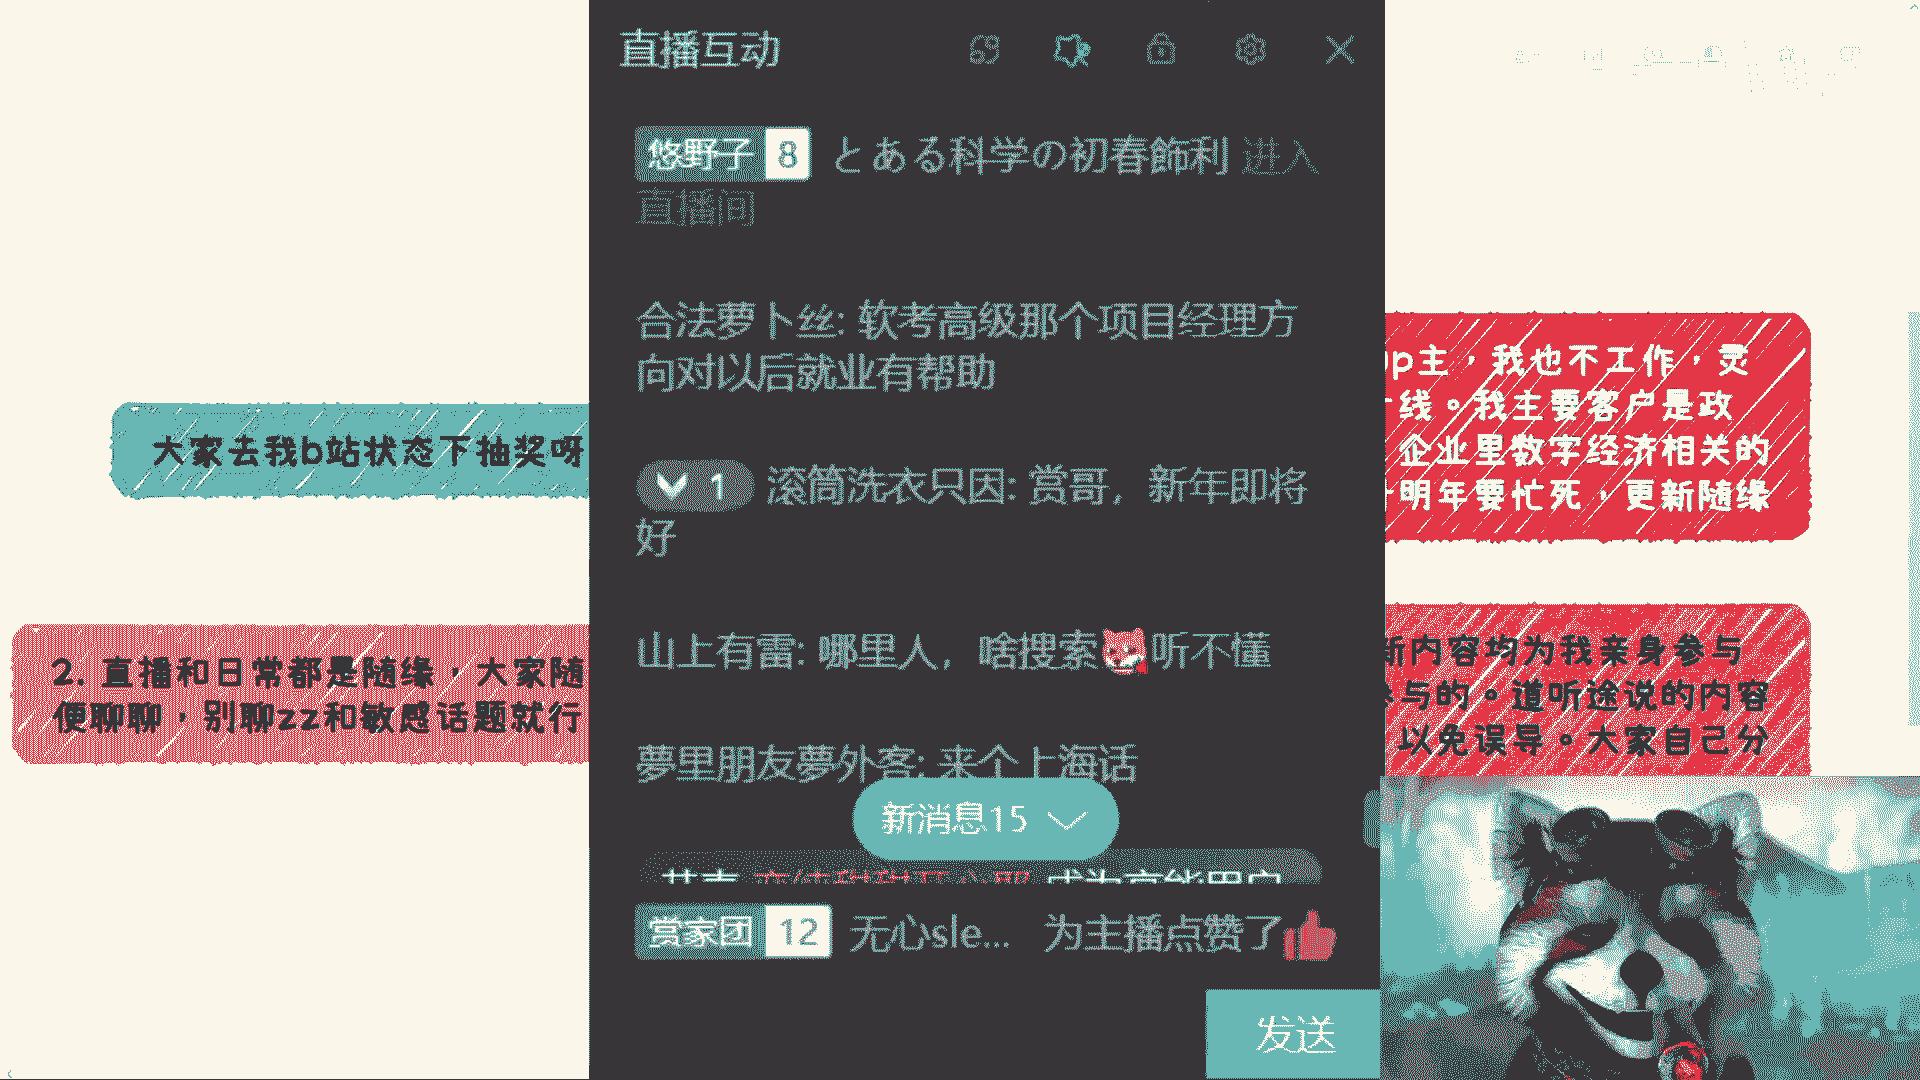 直播互动
悠野子 8 とある科学の初春飾利 进入
直播间
合法萝卜丝: 软考高级那个项目经理方
向对以后就业有帮助
1 滚筒洗衣只因: 赏哥，新年即将
好
山上有雷: 哪里人，啥搜索听不懂
夢里朋友夢外客: 来个上海话
新消息15
赏家团 12 无心sle... 为主播点赞了
发送
大家去我b站状态下抽奖呀
2. 直播和日常都是随缘，大家随
便聊聊，别聊zz和敏感话题就行
p主，我也不工作，灵
线。我主要客户是政
企业里数字经济相关的
明年要忙死，更新随缘
新内容均为我亲身参与
与的。道听途说的内容
以免误导。大家自己分